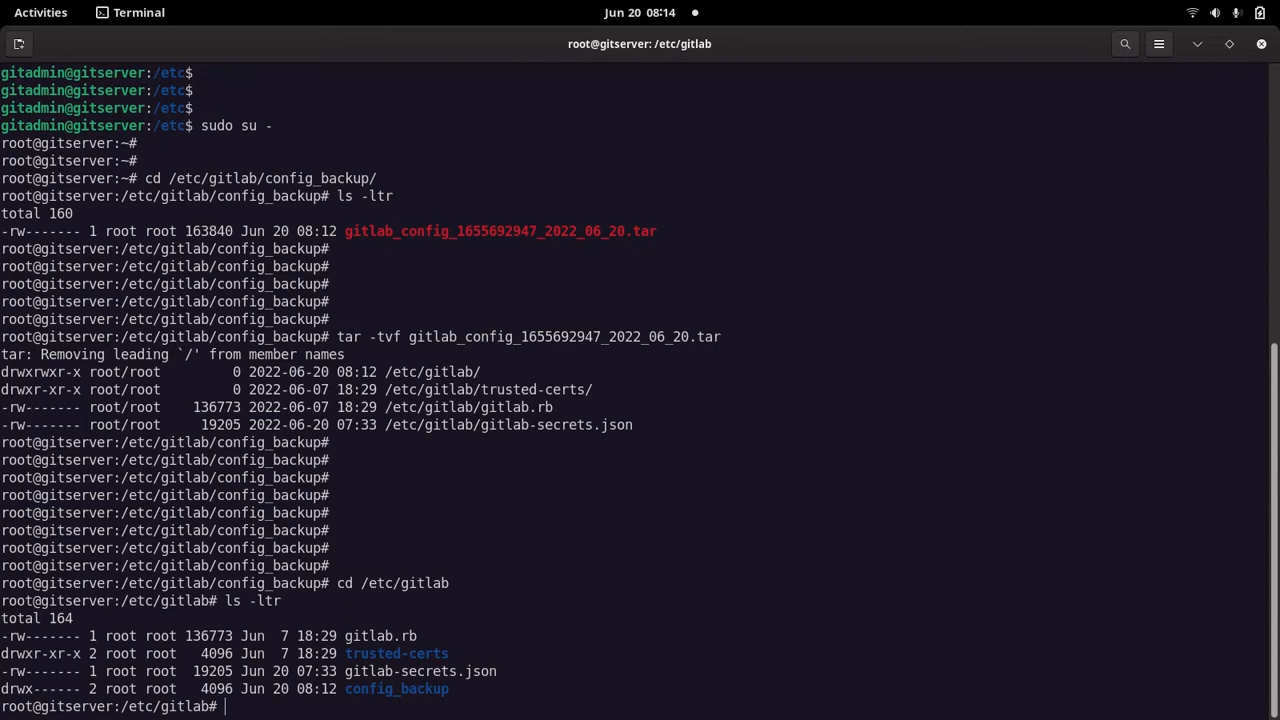 Activities Terminal Jun 20 08:14
root@gitserver: /etc/gitlab
gitadmin@gitserver:/etc$
gitadmin@gitserver:/etc$
gitadmin@gitserver:/etc$
gitadmin@gitserver:/etc$ sudo su -
root@gitserver:~#
root@gitserver:~#
root@gitserver:~# cd /etc/gitlab/config_backup/
root@gitserver:/etc/gitlab/config_backup# ls -ltr
total 160
-rw------- 1 root root 163840 Jun 20 08:12 gitlab_config_1655692947_2022_06_20.tar
root@gitserver:/etc/gitlab/config_backup#
root@gitserver:/etc/gitlab/config_backup#
root@gitserver:/etc/gitlab/config_backup#
root@gitserver:/etc/gitlab/config_backup#
root@gitserver:/etc/gitlab/config_backup#
root@gitserver:/etc/gitlab/config_backup# tar -tvf gitlab_config_1655692947_2022_06_20.tar
tar: Removing leading `/' from member names
drwxrwxr-x root/root         0 2022-06-20 08:12 /etc/gitlab/
drwxr-xr-x root/root         0 2022-06-07 18:29 /etc/gitlab/trusted-certs/
-rw------- root/root    136773 2022-06-07 18:29 /etc/gitlab/gitlab.rb
-rw------- root/root     19205 2022-06-20 07:33 /etc/gitlab/gitlab-secrets.json
root@gitserver:/etc/gitlab/config_backup#
root@gitserver:/etc/gitlab/config_backup#
root@gitserver:/etc/gitlab/config_backup#
root@gitserver:/etc/gitlab/config_backup#
root@gitserver:/etc/gitlab/config_backup#
root@gitserver:/etc/gitlab/config_backup#
root@gitserver:/etc/gitlab/config_backup#
root@gitserver:/etc/gitlab/config_backup#
root@gitserver:/etc/gitlab/config_backup# cd /etc/gitlab
root@gitserver:/etc/gitlab# ls -ltr
total 164
-rw------- 1 root root 136773 Jun  7 18:29 gitlab.rb
drwxr-xr-x 2 root root   4096 Jun  7 18:29 trusted-certs
-rw------- 1 root root  19205 Jun 20 07:33 gitlab-secrets.json
drwx------ 2 root root   4096 Jun 20 08:12 config_backup
root@gitserver:/etc/gitlab#